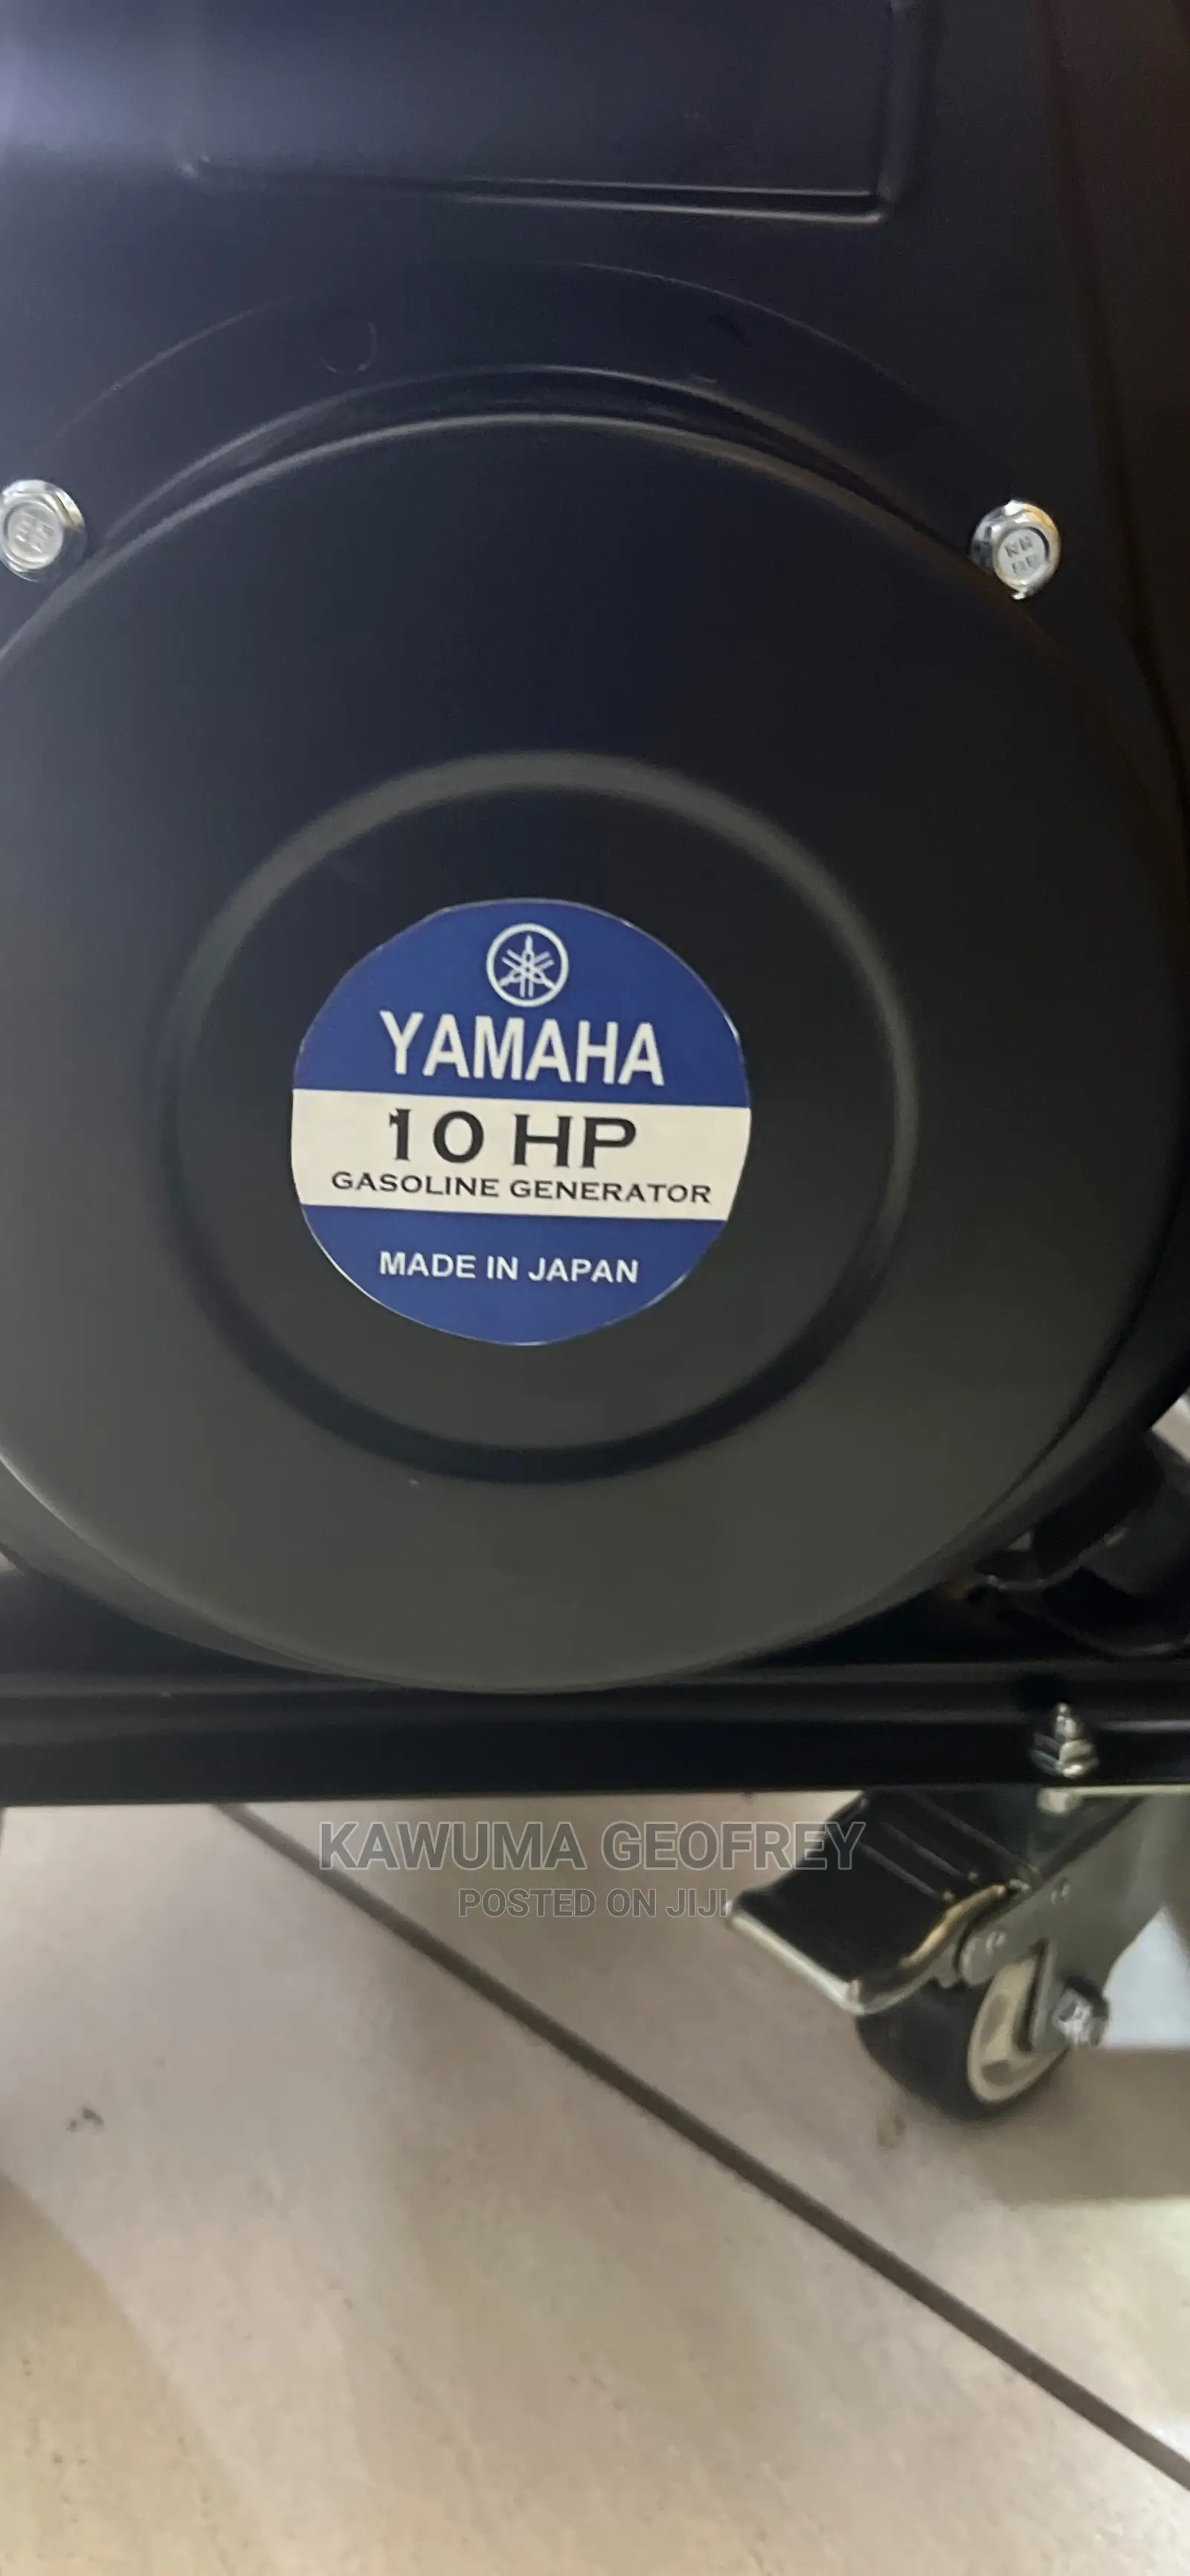 YAMAHA
10 HP
GASOLINE GENERATOR
MADE IN JAPAN
KAWUMA GEOFREY
POSTED ON JIJI